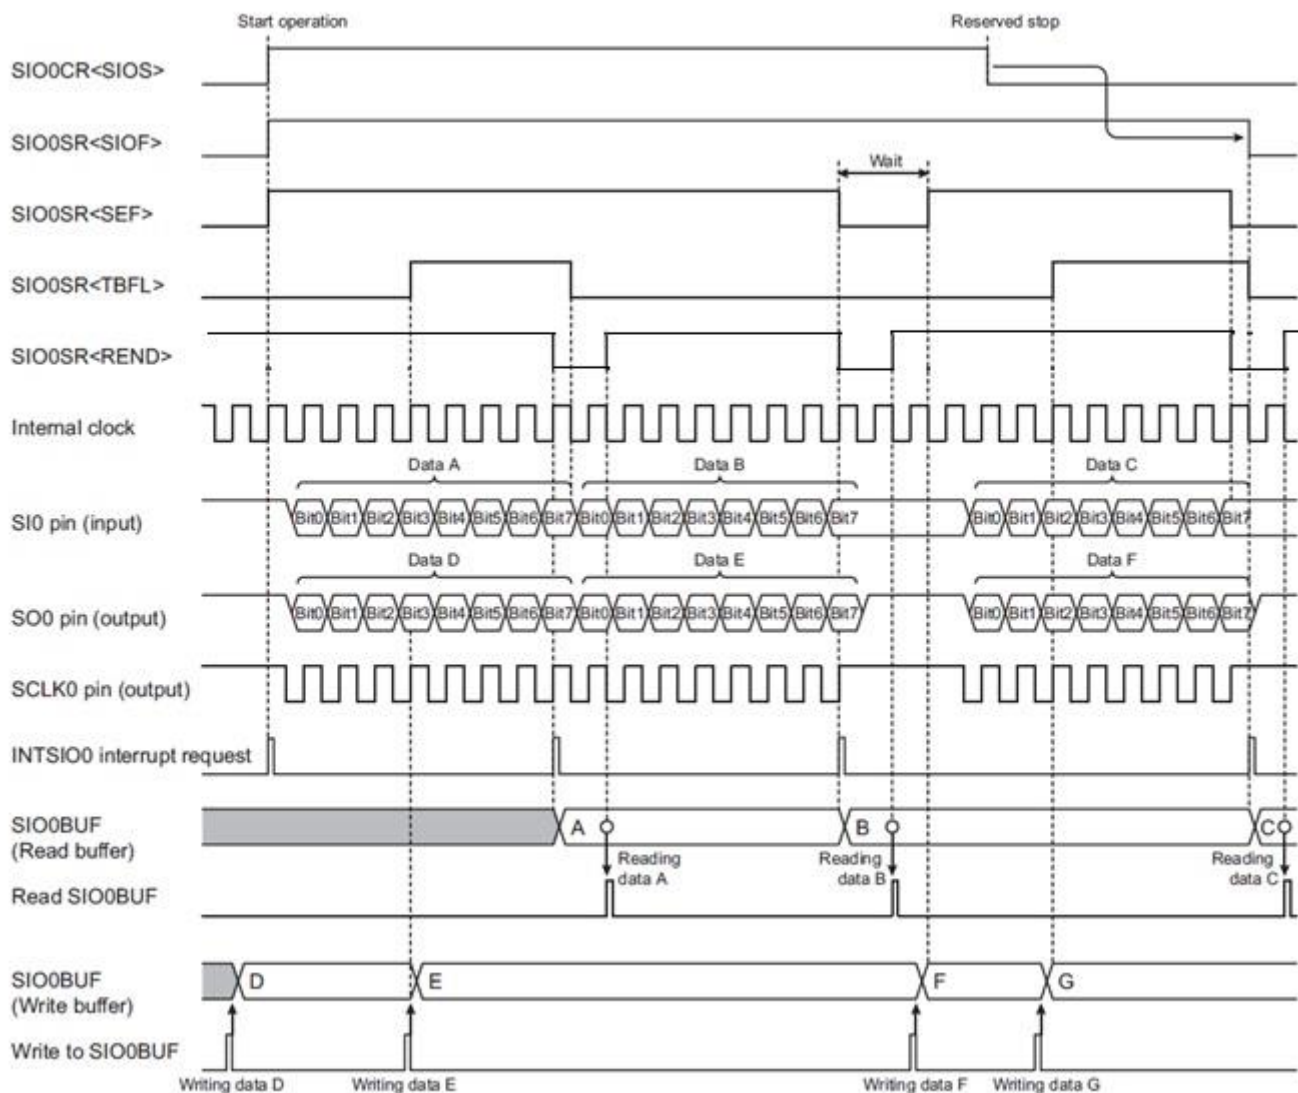 Start operation
Reserved stop
SIO0CR<SIOS>
SIO0SR<SIOF>
Wait
SIO0SR<SEF>
SIO0SR<TBFL>
SIO0SR<REND>
Internal clock
Data A Data B Data C
SI0 pin (input) Bit0 Bit1 Bit2 Bit3 Bit4 Bit5 Bit6 Bit7 Bit0 Bit1 Bit2 Bit3 Bit4 Bit5 Bit6 Bit7 Bit0 Bit1 Bit2 Bit3 Bit4 Bit5 Bit6 Bit7
Data D Data E Data F
SO0 pin (output) Bit0 Bit1 Bit2 Bit3 Bit4 Bit5 Bit6 Bit7 Bit0 Bit1 Bit2 Bit3 Bit4 Bit5 Bit6 Bit7 Bit0 Bit1 Bit2 Bit3 Bit4 Bit5 Bit6 Bit7
SCLK0 pin (output)
INTSIO0 interrupt request
SIO0BUF
(Read buffer)
A B C
Reading
data A
Reading
data B
Reading
data C
Read SIO0BUF
SIO0BUF
(Write buffer)
D E F G
Write to SIO0BUF
Writing data D Writing data E Writing data F Writing data G